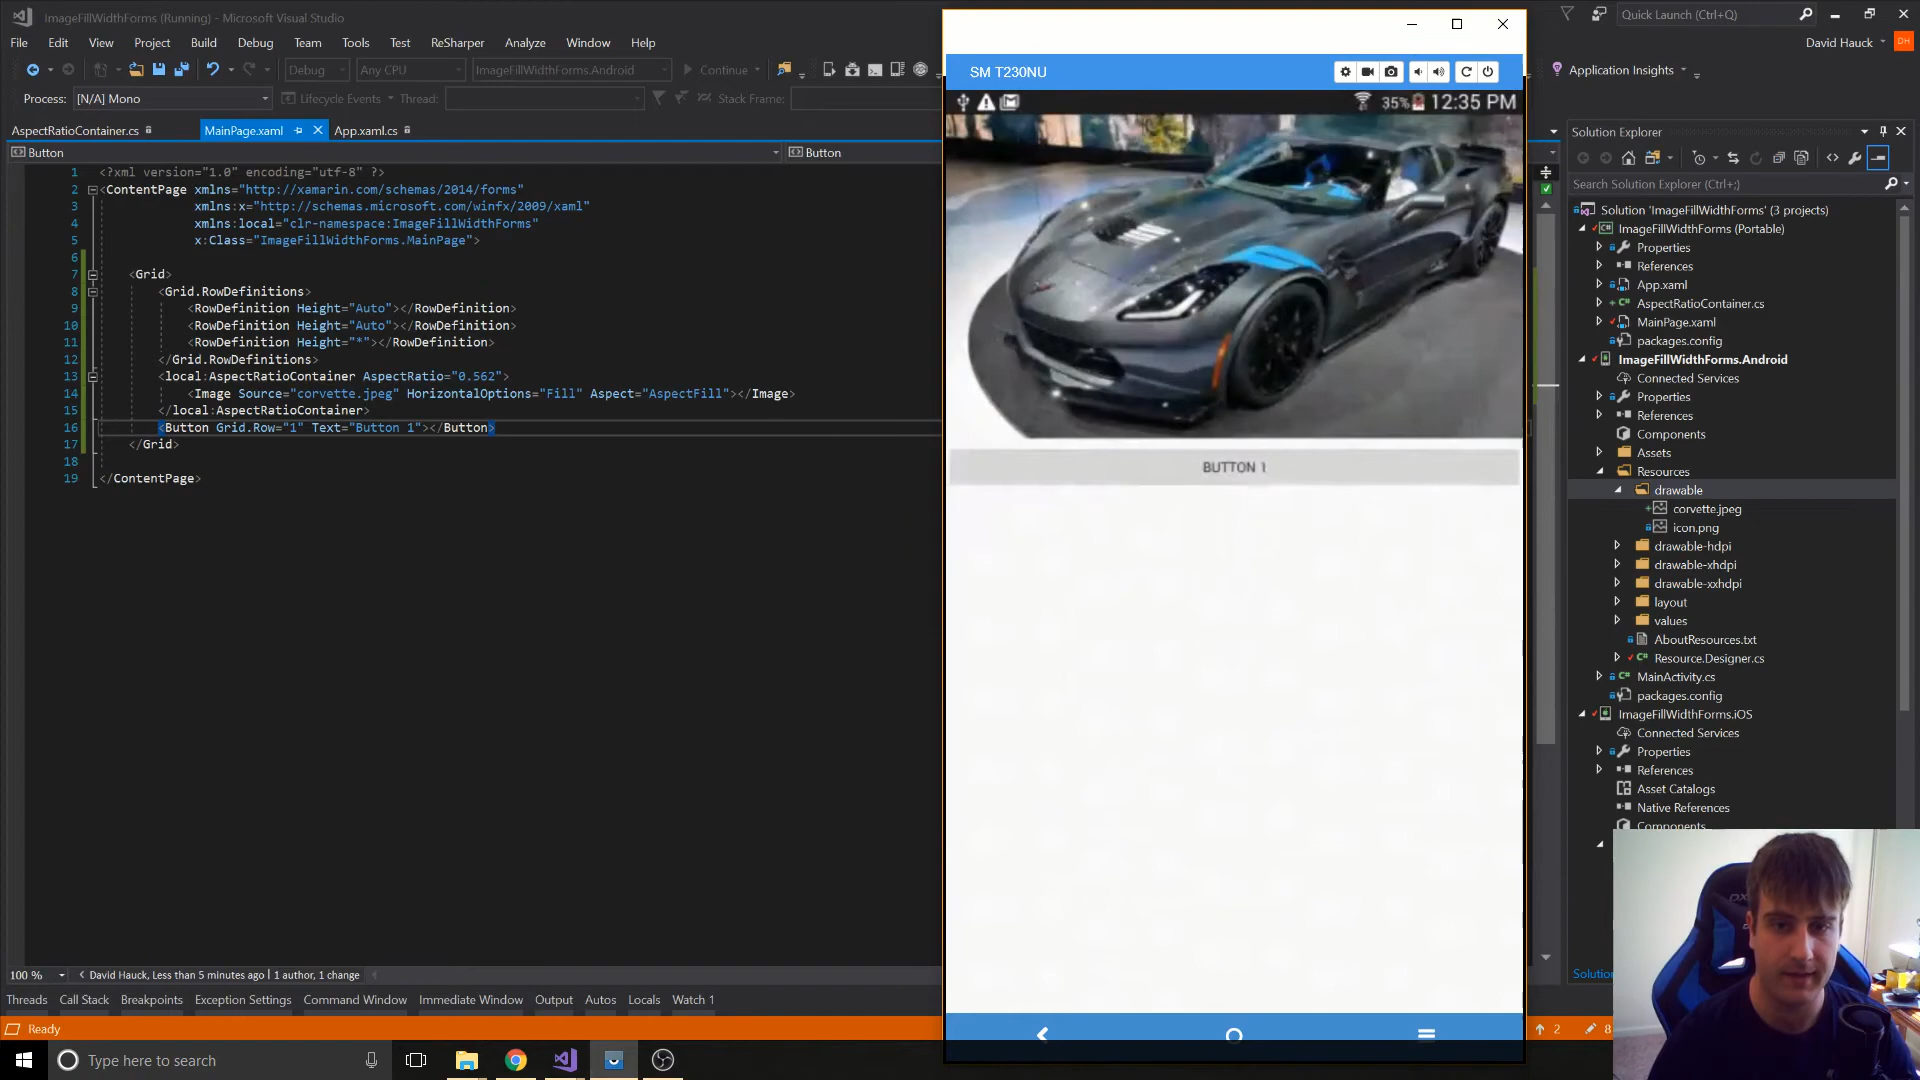 ImageFillWidthForms (Running) - Microsoft Visual Studio
Quick Launch (Ctrl+Q)
File Edit View Project Build Debug Team Tools Test ReSharper Analyze Window Help
David Hauck DH
Debug Any CPU ImageFillWidthForms.Android Continue
Application Insights
Process: [N/A] Mono Lifecycle Events Thread: Stack Frame:
AspectRatioContainer.cs MainPage.xaml App.xaml.cs
Button Button
1 <?xml version="1.0" encoding="utf-8" ?>
2 <ContentPage xmlns="http://xamarin.com/schemas/2014/forms"
3 xmlns:x="http://schemas.microsoft.com/winfx/2009/xaml"
4 xmlns:local="clr-namespace:ImageFillWidthForms"
5 x:Class="ImageFillWidthForms.MainPage">
6
7 <Grid>
8 <Grid.RowDefinitions>
9 <RowDefinition Height="Auto"></RowDefinition>
10 <RowDefinition Height="Auto"></RowDefinition>
11 <RowDefinition Height="*"></RowDefinition>
12 </Grid.RowDefinitions>
13 <local:AspectRatioContainer AspectRatio="0.562">
14 <Image Source="corvette.jpeg" HorizontalOptions="Fill" Aspect="AspectFill"></Image>
15 </local:AspectRatioContainer>
16 <Button Grid.Row="1" Text="Button 1"></Button>
17 </Grid>
18
19 </ContentPage>
100 % David Hauck, Less than 5 minutes ago | 1 author, 1 change
Threads Call Stack Breakpoints Exception Settings Command Window Immediate Window Output Autos Locals Watch 1
Ready
2 8
Type here to search
SM T230NU
35% 12:35 PM
BUTTON 1
Solution Explorer
Search Solution Explorer (Ctrl+;)
Solution 'ImageFillWidthForms' (3 projects)
ImageFillWidthForms (Portable)
Properties
References
App.xaml
AspectRatioContainer.cs
MainPage.xaml
packages.config
ImageFillWidthForms.Android
Connected Services
Properties
References
Components
Assets
Resources
drawable
corvette.jpeg
icon.png
drawable-hdpi
drawable-xhdpi
drawable-xxhdpi
layout
values
AboutResources.txt
Resource.Designer.cs
MainActivity.cs
packages.config
ImageFillWidthForms.iOS
Connected Services
Properties
References
Asset Catalogs
Native References
Components